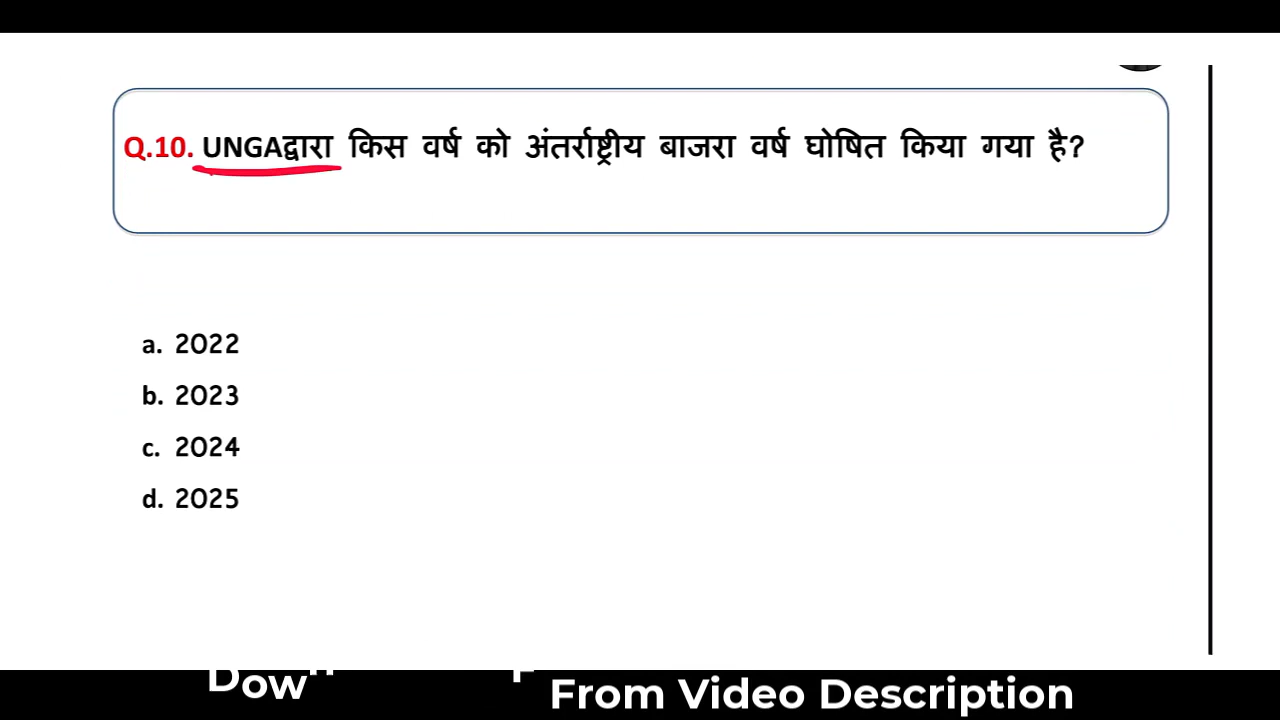 Q.10. UNGAद्वारा किस वर्ष को अंतर्राष्ट्रीय बाजरा वर्ष घोषित किया गया है?
a. 2022
b. 2023
c. 2024
d. 2025
From Video Description